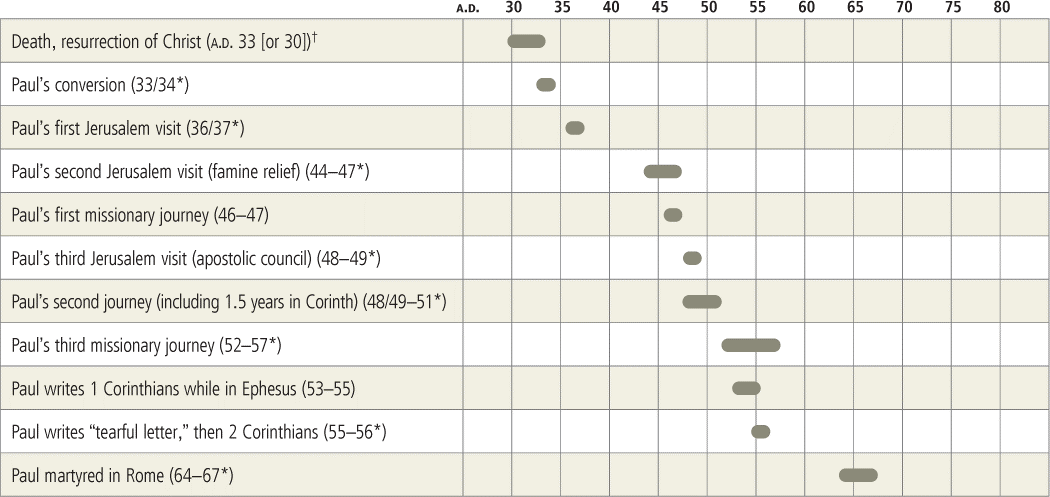 A.D. 30 35 40 45 50 55 60 65 70 75 80
Death, resurrection of Christ (A.D. 33 [or 30])†
Paul’s conversion (33/34*)
Paul’s first Jerusalem visit (36/37*)
Paul’s second Jerusalem visit (famine relief) (44–47*)
Paul’s first missionary journey (46–47)
Paul’s third Jerusalem visit (apostolic council) (48–49*)
Paul’s second journey (including 1.5 years in Corinth) (48/49–51*)
Paul’s third missionary journey (52–57*)
Paul writes 1 Corinthians while in Ephesus (53–55)
Paul writes “tearful letter,” then 2 Corinthians (55–56*)
Paul martyred in Rome (64–67*)